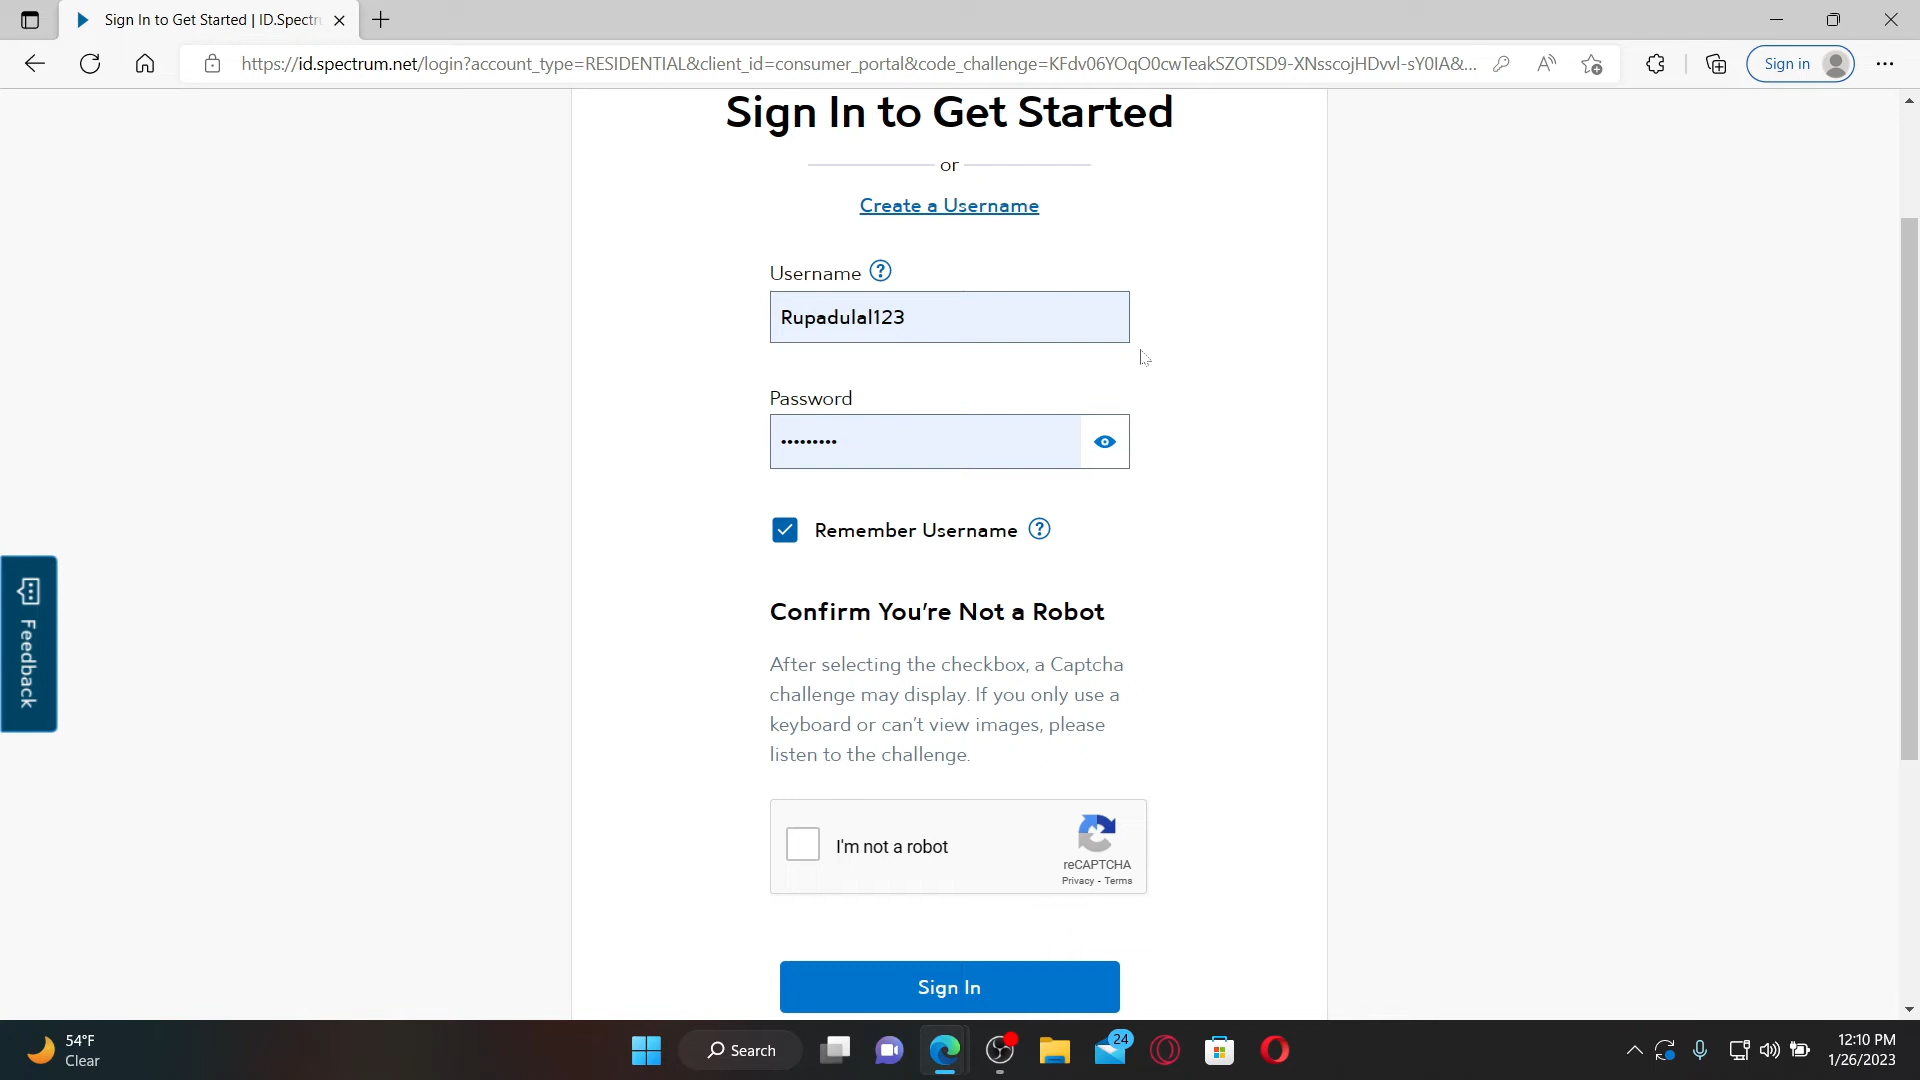 Sign In to Get Started | ID.Spectr
https://id.spectrum.net/login?account_type=RESIDENTIAL&client_id=consumer_portal&code_challenge=KFdv06YOqO0cwTeakSZOTSD9-XNsscojHDvvl-sY0IA&...
Sign in
Sign In to Get Started
or
Create a Username
Username
Rupadulal123
Password
•••••••••
Remember Username
Confirm You're Not a Robot
After selecting the checkbox, a Captcha
challenge may display. If you only use a
keyboard or can't view images, please
listen to the challenge.
I'm not a robot
reCAPTCHA
Privacy - Terms
Sign In
Feedback
54°F
Clear
Search
24
12:10 PM
1/26/2023